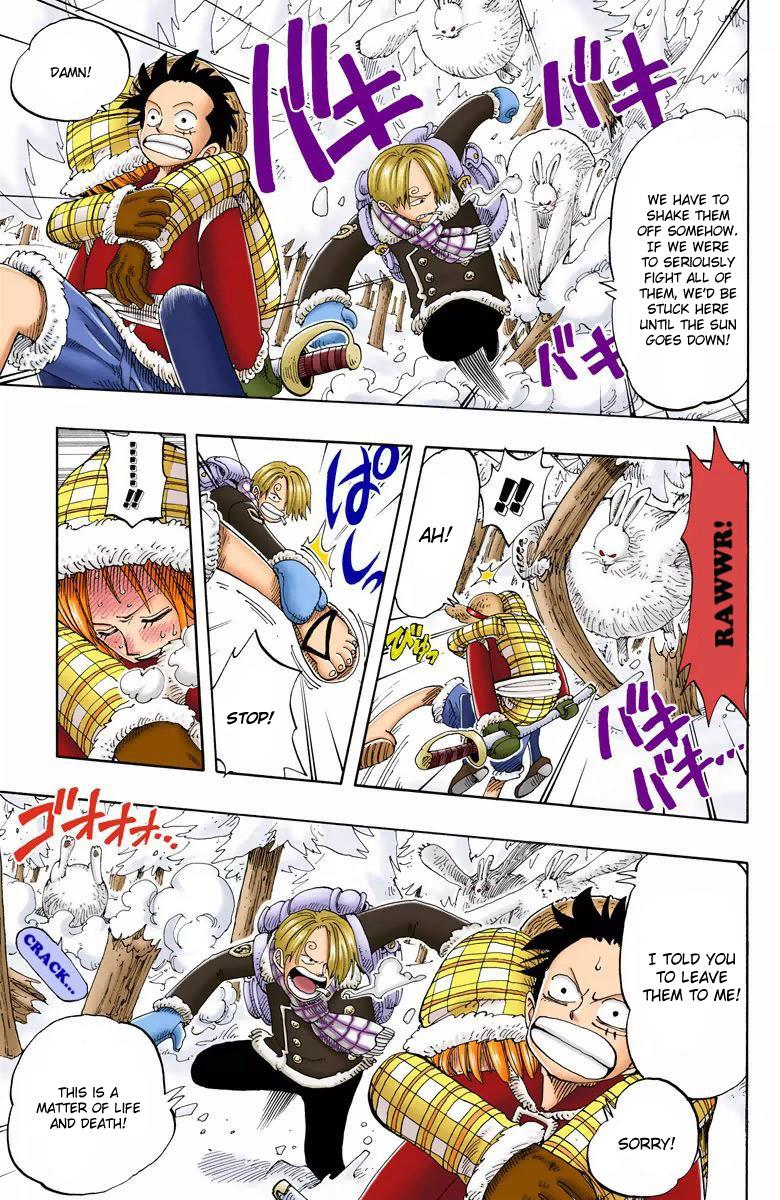 バキ
バキ
バキ
WE HAVE TO
SHAKE THEM
OFF SOMEHOW.
IF WE WERE
TO SERIOUSLY
FIGHT ALL OF
THEM, WE'D BE
STUCK HERE
UNTIL THE SUN
GOES DOWN!
DAMN!
RAWWR!
!!
AH!
びゅっ
バキ
バキ...
ぱしっ
STOP!
........!!
I TOLD YOU
TO LEAVE
THEM TO ME!
SORRY!
ゴオオオ...
CRACK...
THIS IS A
MATTER OF LIFE
AND DEATH!